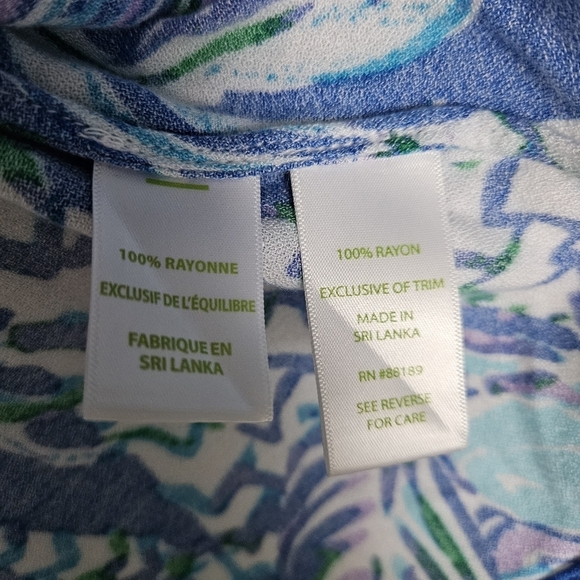 100% RAYONNE
EXCLUSIF DE L'ÉQUILIBRE
FABRIQUE EN
SRI LANKA
100% RAYON
EXCLUSIVE OF TRIM
MADE IN
SRI LANKA
RN #88189
SEE REVERSE
FOR CARE